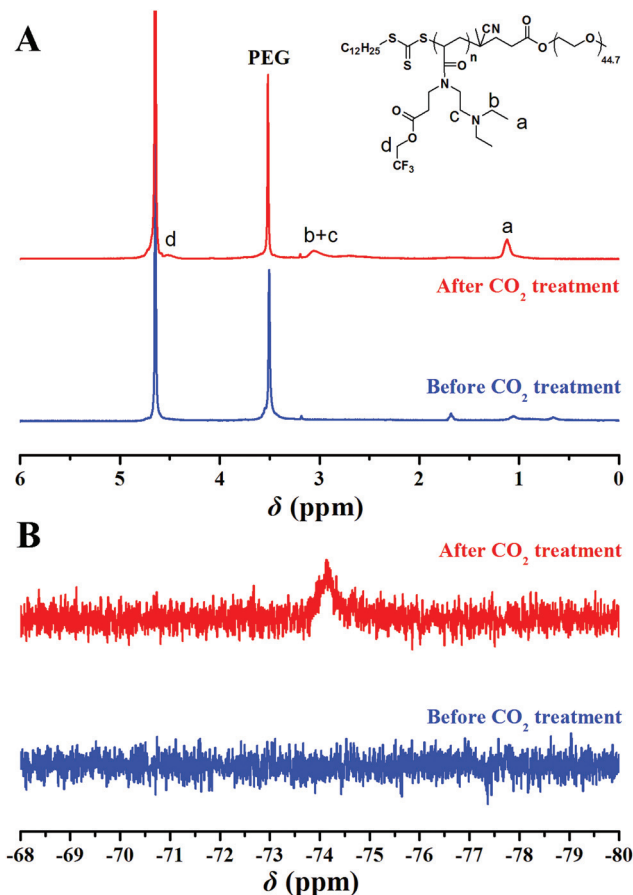 A
C12H25
S
S
S
n
CN
O
O
O
44.7
PEG
O
N
b
a
c
N
O
O
d
CF3
d
b+c
a
After CO2 treatment
Before CO2 treatment
6 5 4 3 2 1 0
δ (ppm)
B
After CO2 treatment
Before CO2 treatment
-68 -69 -70 -71 -72 -73 -74 -75 -76 -77 -78 -79 -80
δ (ppm)